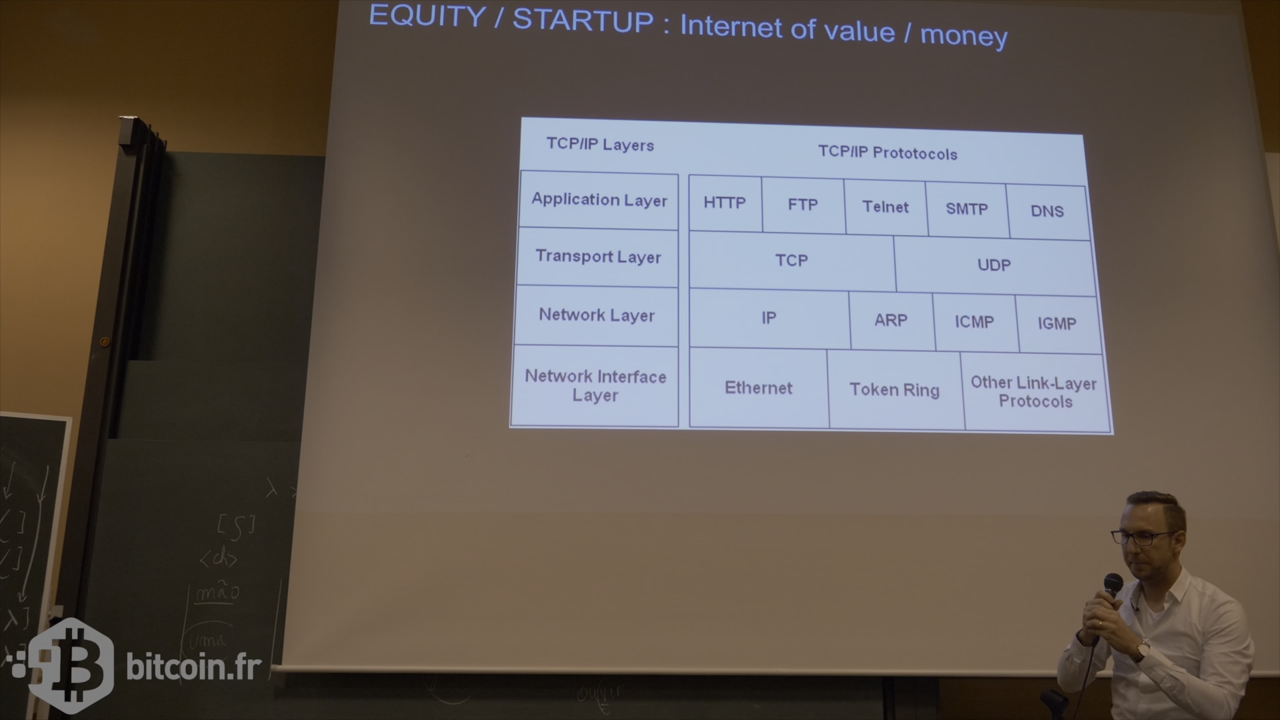 EQUITY / STARTUP : Internet of value / money
TCP/IP Layers
TCP/IP Prototocols
Application Layer
HTTP
FTP
Telnet
SMTP
DNS
Transport Layer
TCP
UDP
Network Layer
IP
ARP
ICMP
IGMP
Network Interface
Layer
Ethernet
Token Ring
Other Link-Layer
Protocols
λ
[ʃ]
mão
uma
bitcoin.fr